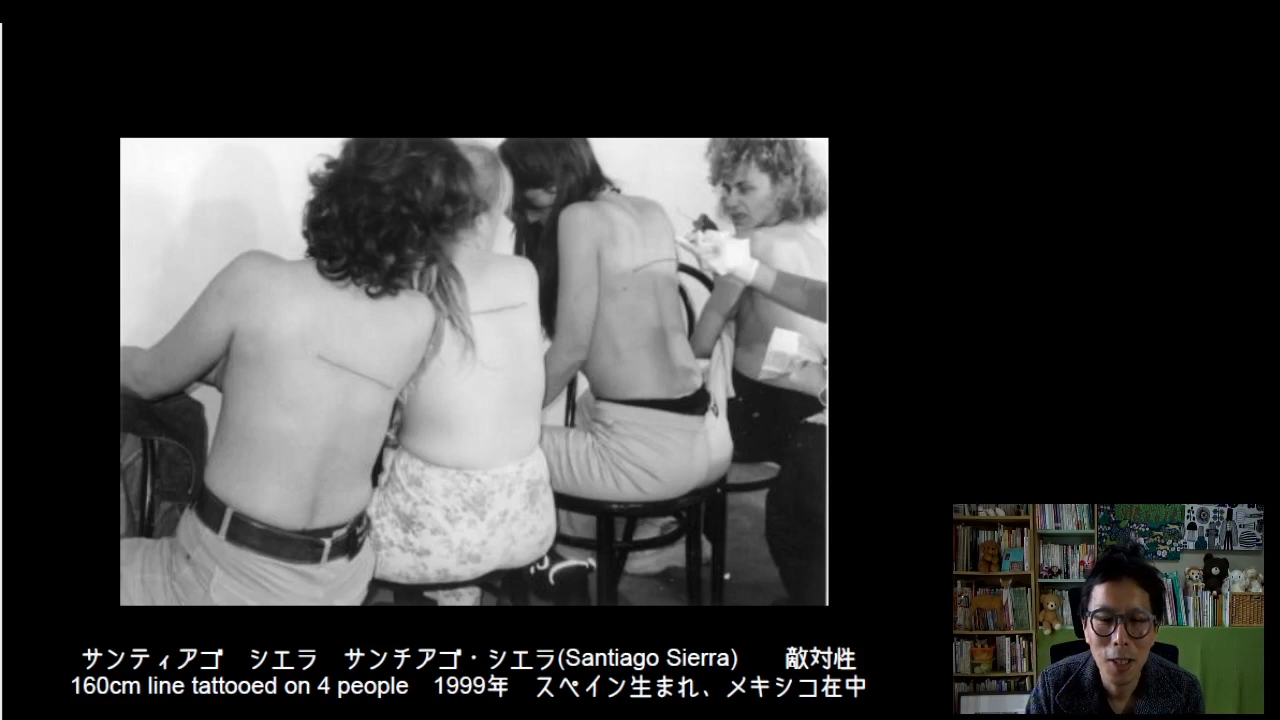 サンティアゴ　シエラ　サンチアゴ・シエラ(Santiago Sierra)　　敵対性
160cm line tattooed on 4 people　1999年　スペイン生まれ、メキシコ在中